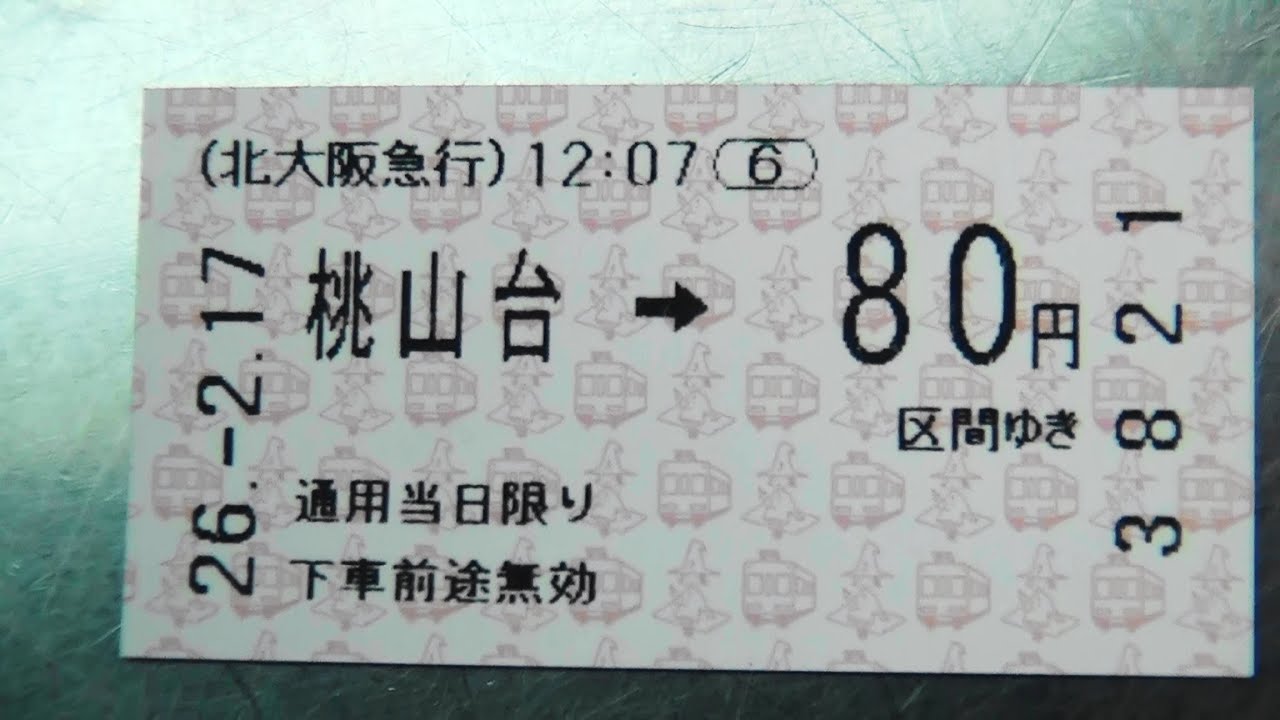 (北大阪急行)12:07 6
桃山台→80円
区間ゆき
通用当日限り
下車前途無効
26.-2.17
3821